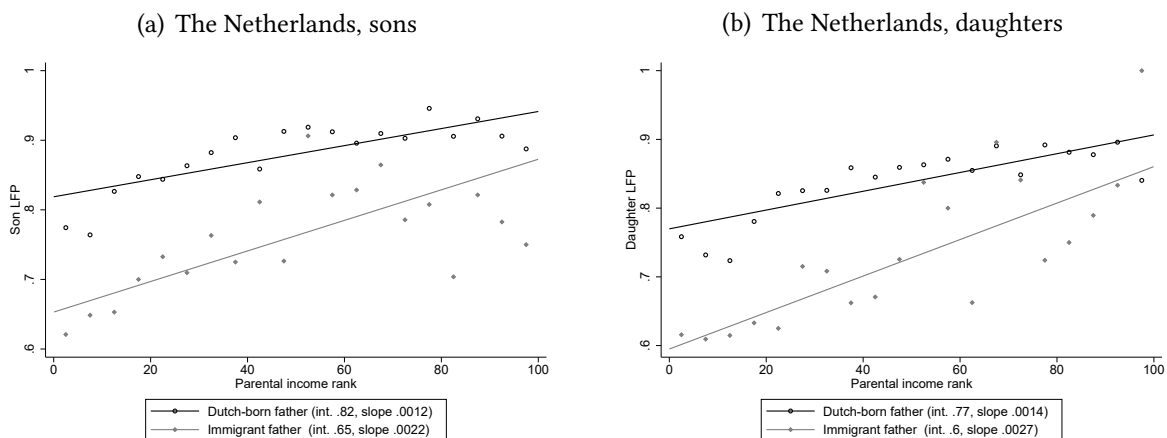 (a) The Netherlands, sons
1
.9
.8
.7
.6
Son LFP
0 20 40 60 80 100
Parental income rank
Dutch-born father (int. .82, slope .0012)
Immigrant father (int. .65, slope .0022)
(b) The Netherlands, daughters
1
.9
.8
.7
.6
Daughter LFP
0 20 40 60 80 100
Parental income rank
Dutch-born father (int. .77, slope .0014)
Immigrant father (int. .6, slope .0027)